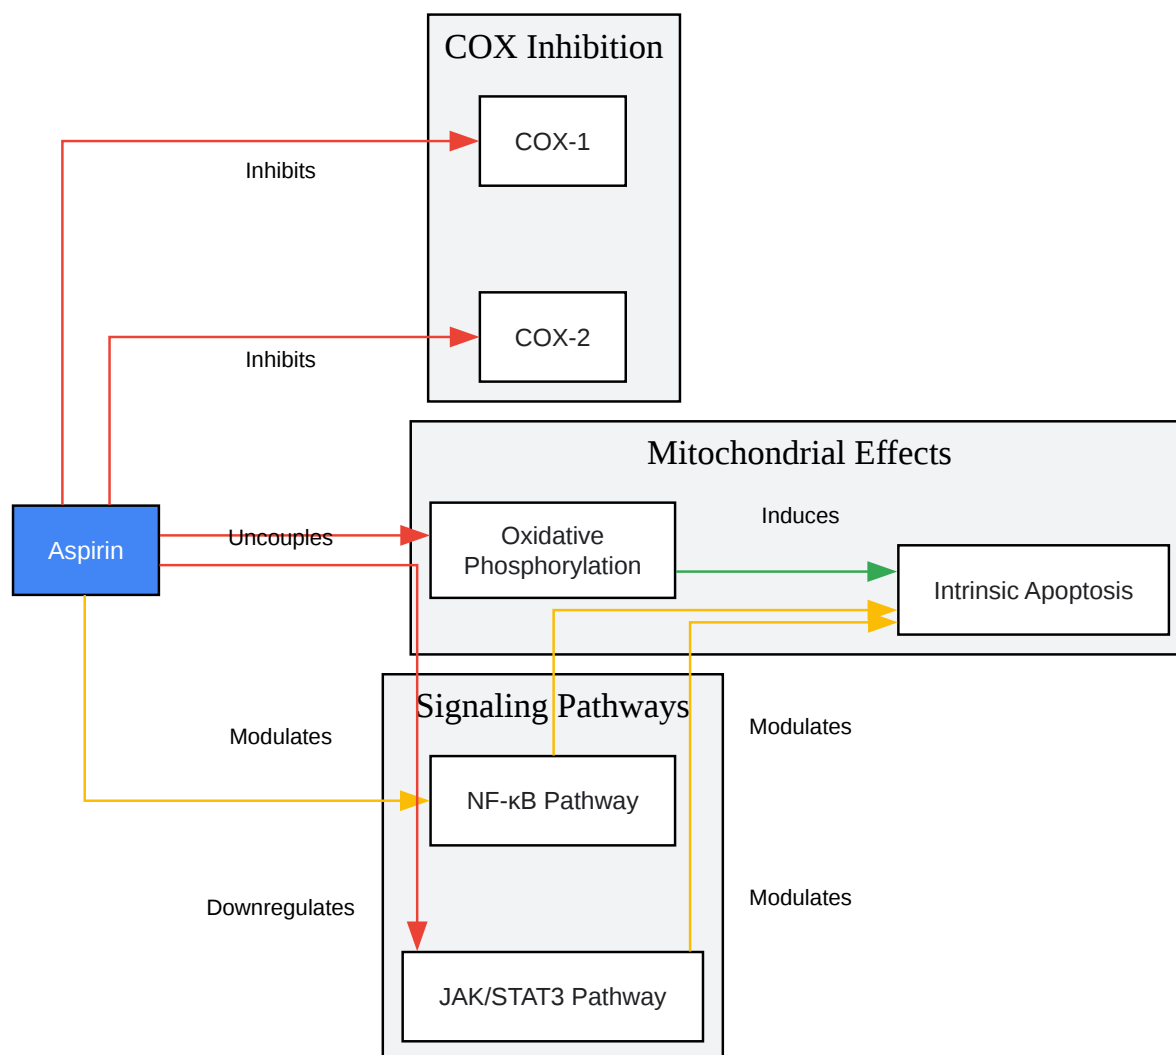 COX Inhibition
COX-1
Inhibits
COX-2
Inhibits
Mitochondrial Effects
Induces
Oxidative
Phosphorylation
Uncouples
Aspirin
Intrinsic Apoptosis
Signaling Pathways
Modulates
Modulates
NF-κB Pathway
Downregulates
Modulates
JAK/STAT3 Pathway